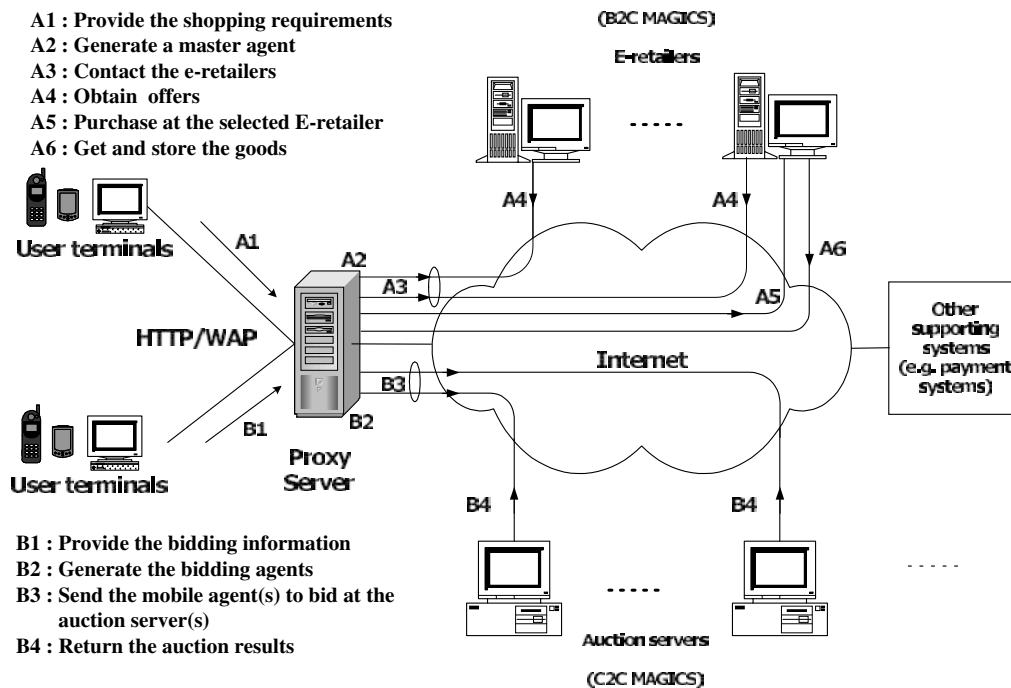 A1 : Provide the shopping requirements
A2 : Generate a master agent
A3 : Contact the e-retailers
A4 : Obtain offers
A5 : Purchase at the selected E-retailer
A6 : Get and store the goods
(B2C MAGICS)
E-retailers
- - - - -
A4
A4
User terminals
A1
A2
A3
A5
A6
HTTP/WAP
Internet
Other
supporting
systems
(e.g. payment
systems)
B3
B1
B2
Proxy
Server
User terminals
B4
B4
B1 : Provide the bidding information
B2 : Generate the bidding agents
B3 : Send the mobile agent(s) to bid at the
auction server(s)
B4 : Return the auction results
- - - - -
- - - - -
Auction servers
(C2C MAGICS)